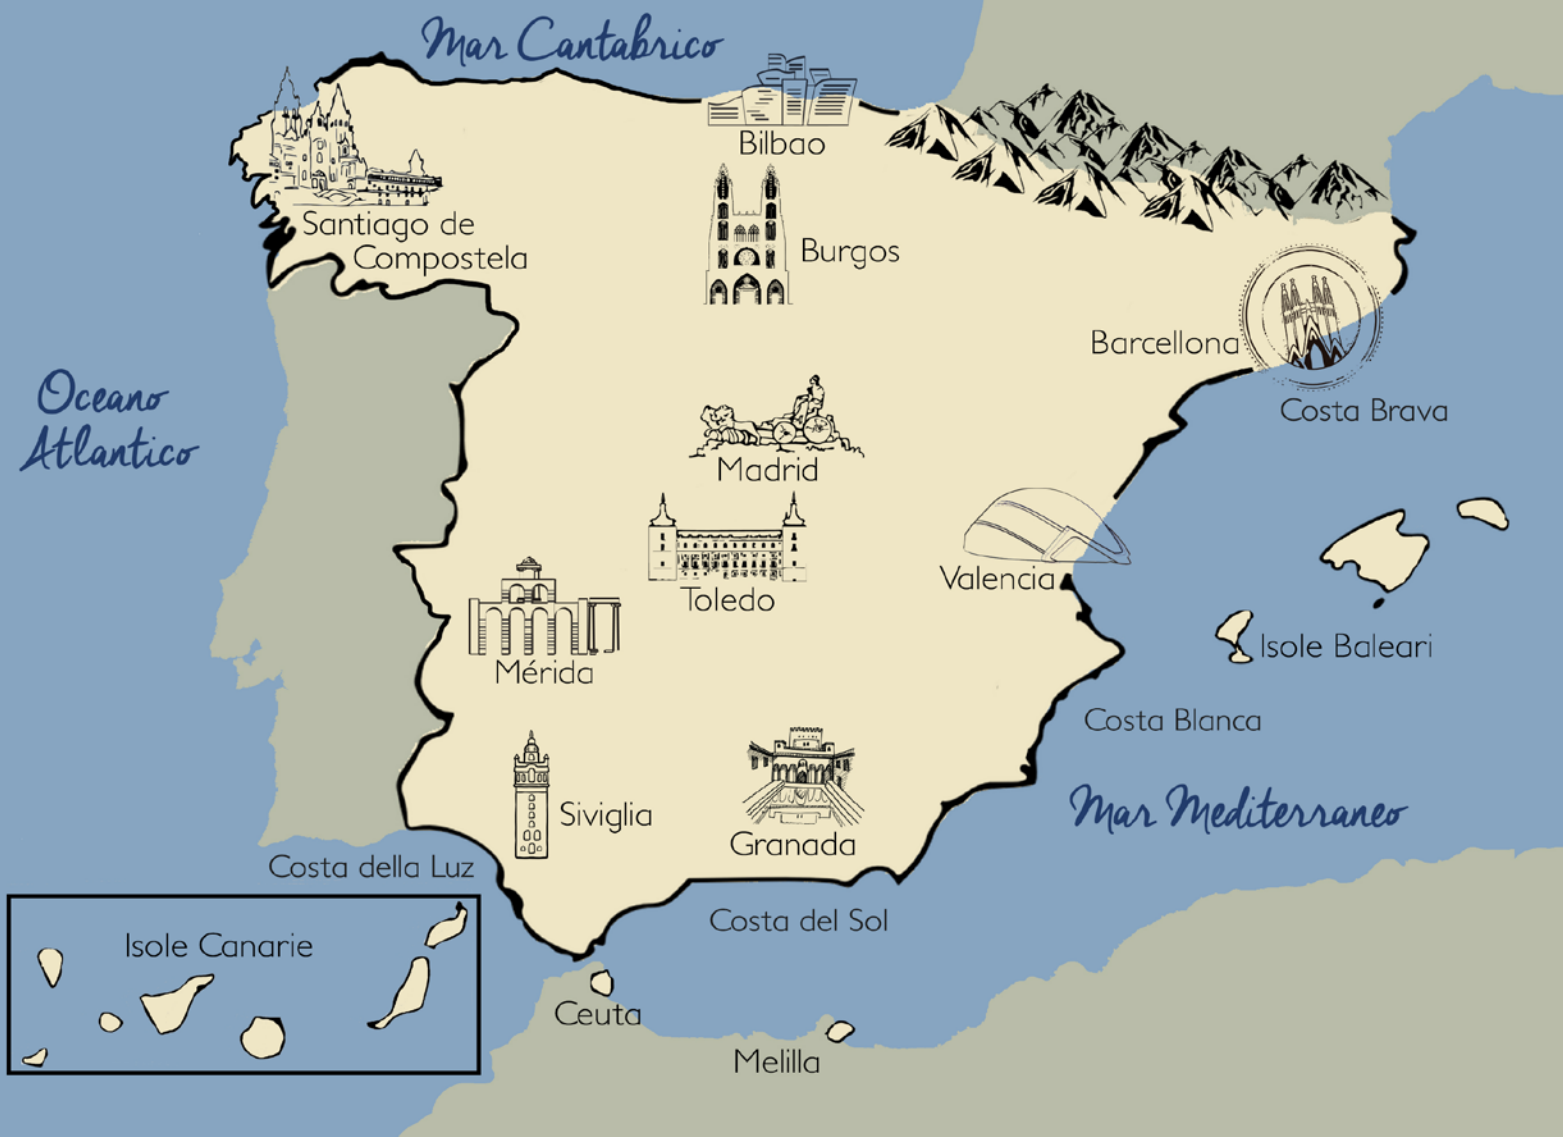 Mar Cantabrico
Bilbao
Santiago de
Compostela
Burgos
Barcellona
Oceano
Atlantico
Costa Brava
Madrid
Valencia
Toledo
Isole Baleari
Mérida
Costa Blanca
Siviglia
Mar Mediterraneo
Granada
Costa della Luz
Costa del Sol
Isole Canarie
Ceuta
Melilla